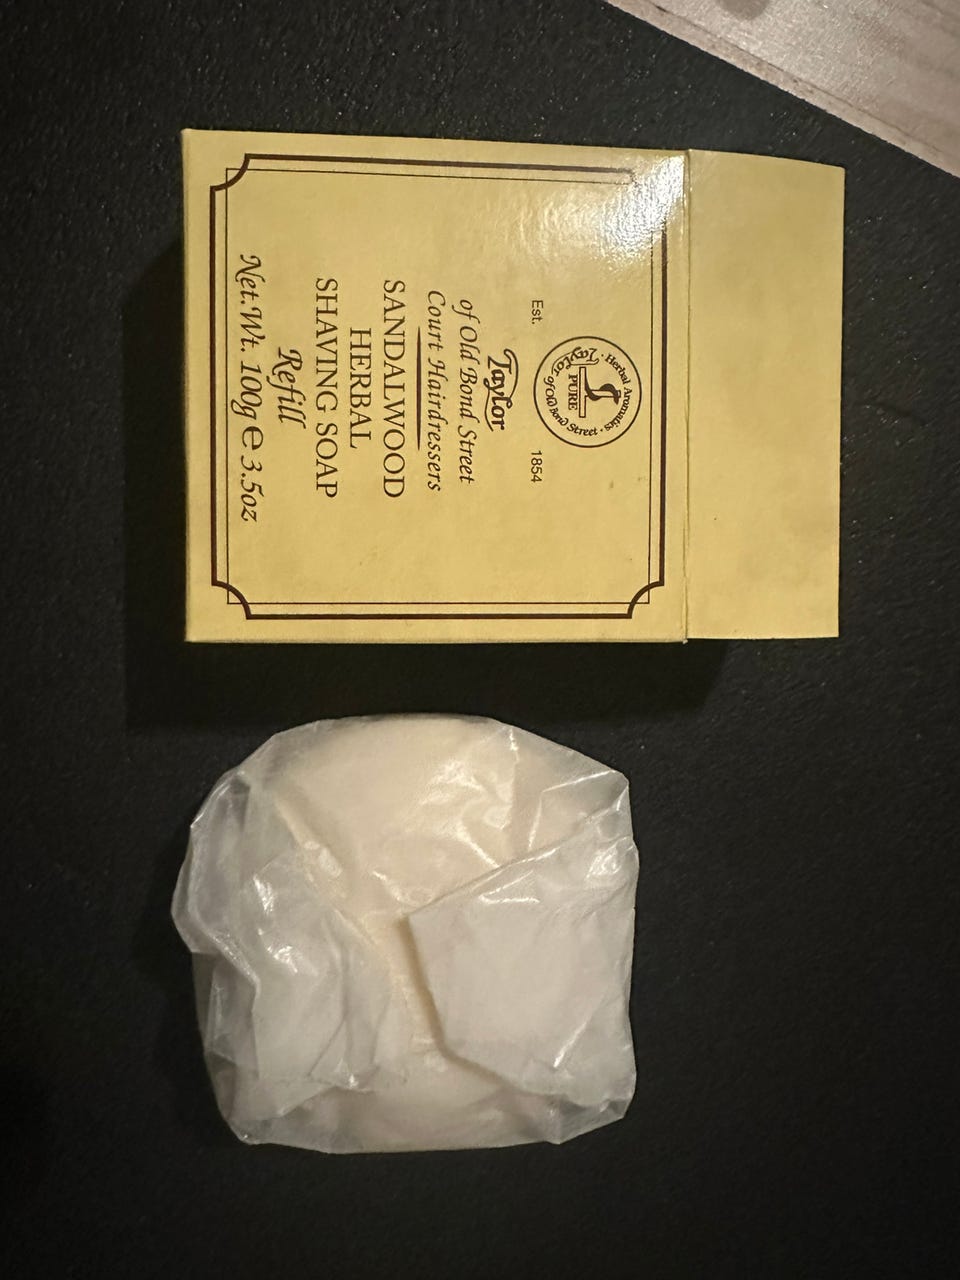 · Herbal Aromatics ·
PURE
Taylor of Old Bond Street
Est. 1854
Taylor
of Old Bond Street
Court Hairdressers
SANDALWOOD
HERBAL
SHAVING SOAP
Refill
Net.Wt. 100g e 3.5oz